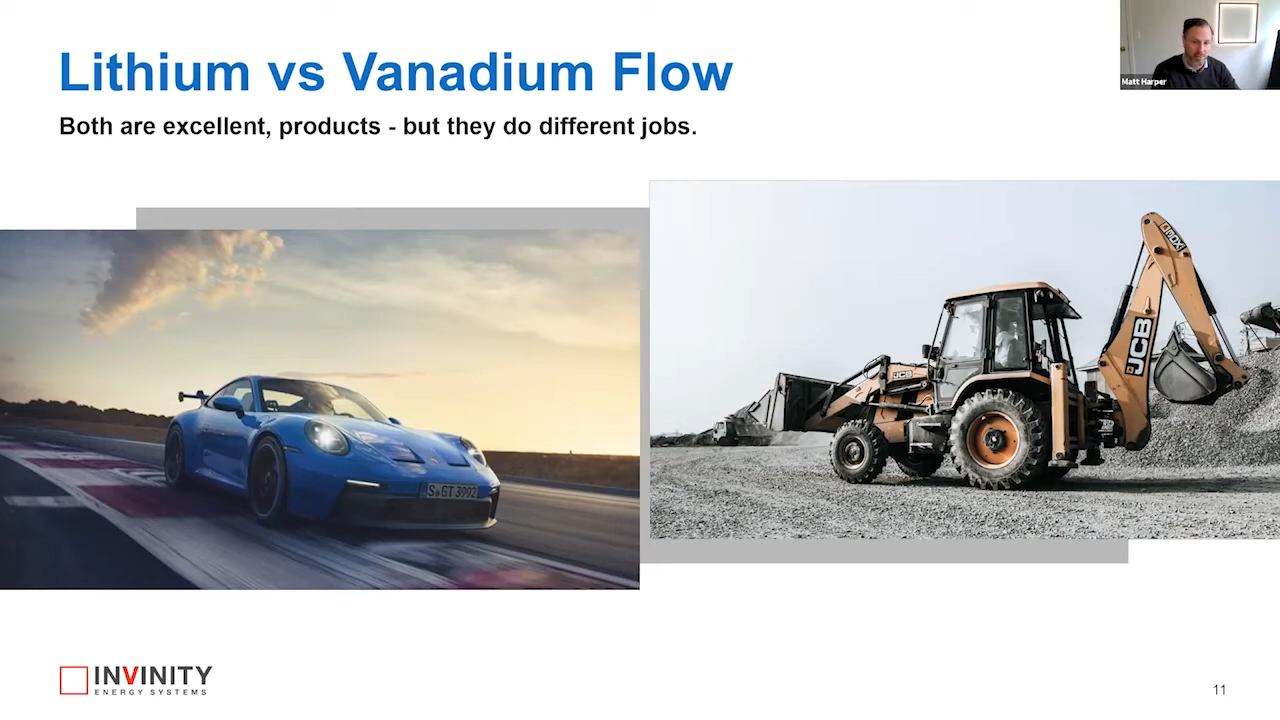 Lithium vs Vanadium Flow
Both are excellent, products - but they do different jobs.
Matt Harper
S GT 3992
JCB
JCB
INVINITY
ENERGY SYSTEMS
11